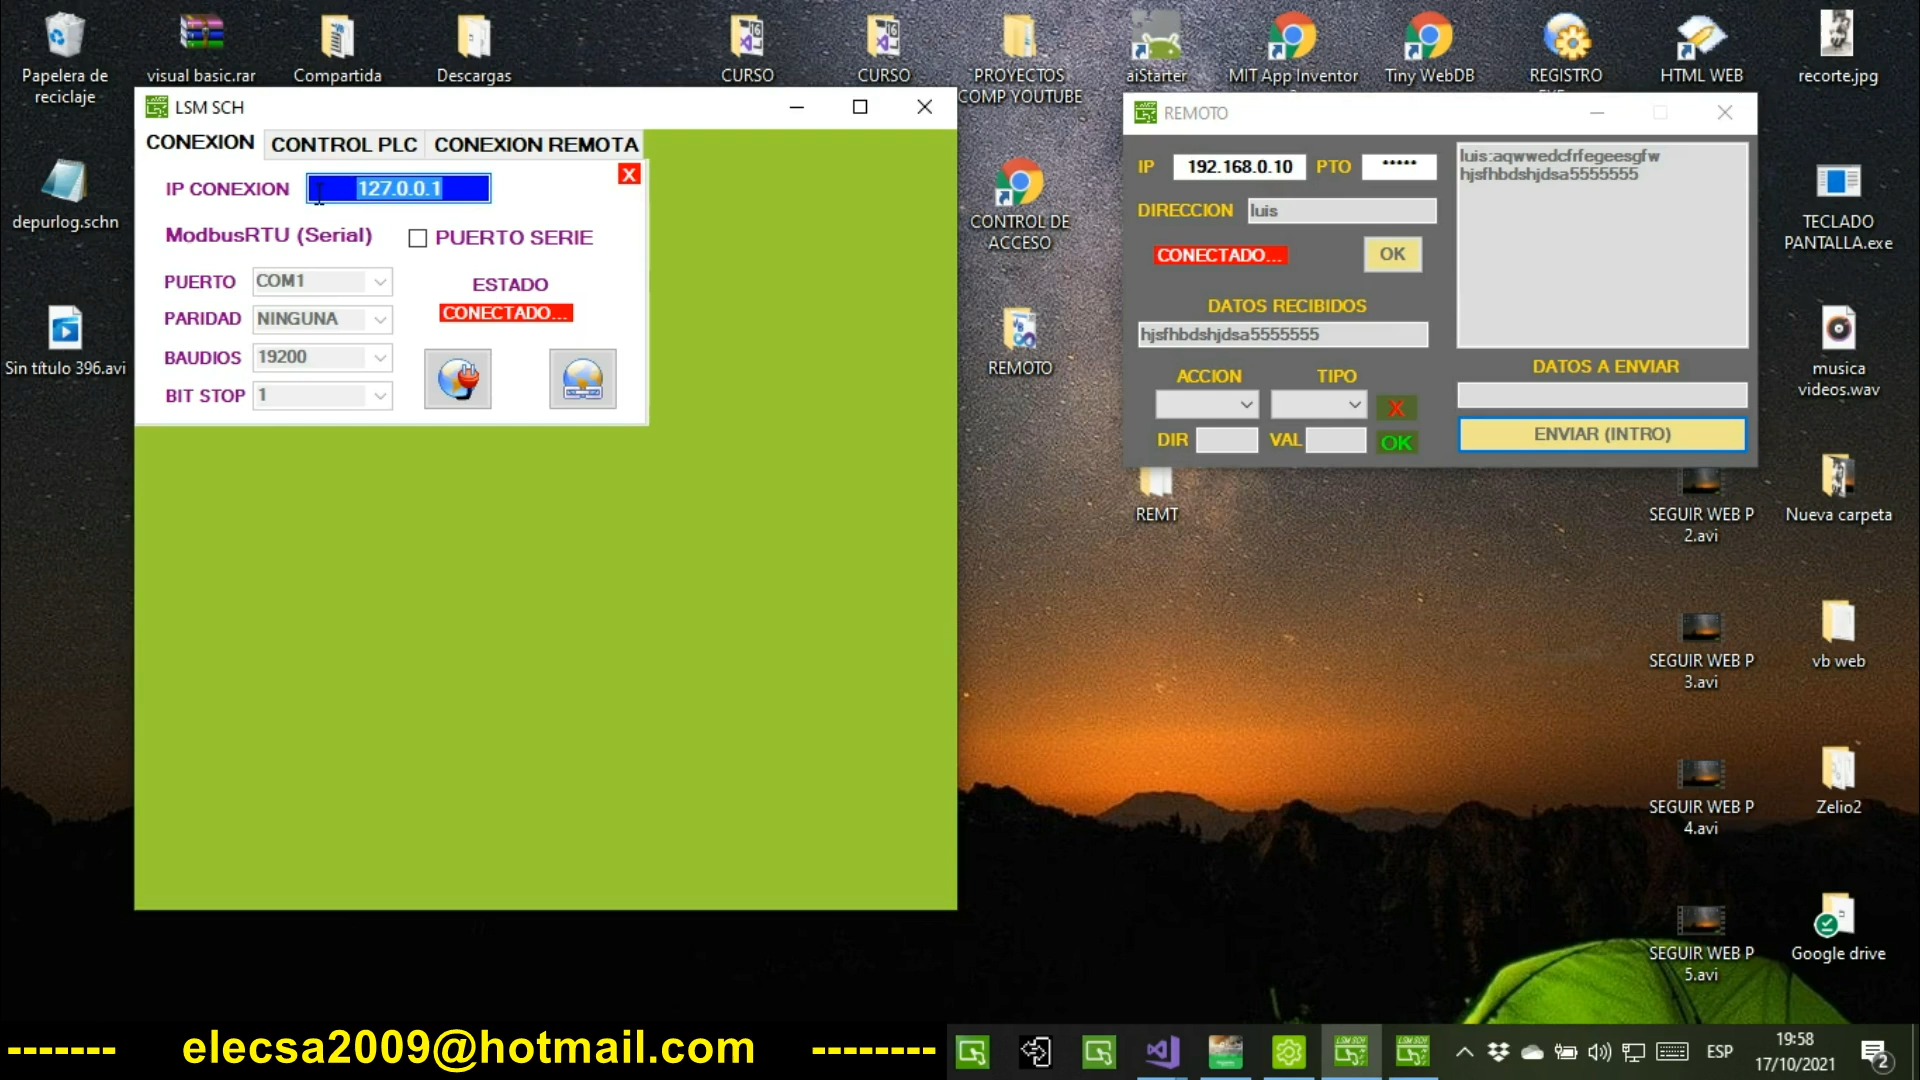 Papelera de
reciclaje
visual basic.rar
Compartida
Descargas
CURSO
CURSO
PROYECTOS
COMP YOUTUBE
aiStarter
MIT App Inventor
Tiny WebDB
REGISTRO
HTML WEB
recorte.jpg
depurlog.schn
Sin título 396.avi
CONTROL DE
ACCESO
REMOTO
TECLADO
PANTALLA.exe
musica
videos.wav
REMT
SEGUIR WEB P
2.avi
Nueva carpeta
SEGUIR WEB P
3.avi
vb web
SEGUIR WEB P
4.avi
Zelio2
SEGUIR WEB P
5.avi
Google drive
LSM SCH
CONEXION
CONTROL PLC
CONEXION REMOTA
X
IP CONEXION
127.0.0.1
ModbusRTU (Serial)
PUERTO SERIE
PUERTO
COM1
ESTADO
PARIDAD
NINGUNA
CONECTADO...
BAUDIOS
19200
BIT STOP
1
REMOTO
IP
192.168.0.10
PTO
*****
luis:aqwwedcfrfegeesgfw
hjsfhbdshjdsa5555555
DIRECCION
luis
CONECTADO...
OK
DATOS RECIBIDOS
hjsfhbdshjdsa5555555
DATOS A ENVIAR
ACCION
TIPO
X
DIR
VAL
OK
ENVIAR (INTRO)
------- elecsa2009@hotmail.com --------
ESP
19:58
17/10/2021
2